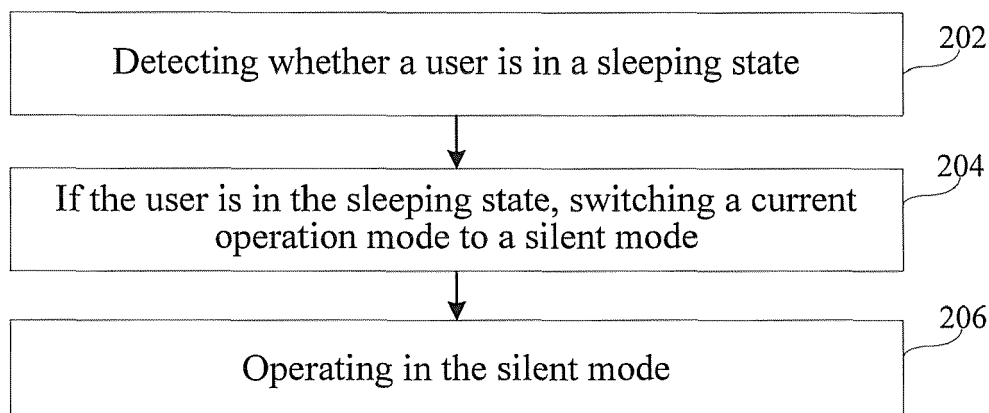 202
Detecting whether a user is in a sleeping state
204
If the user is in the sleeping state, switching a current
operation mode to a silent mode
206
Operating in the silent mode